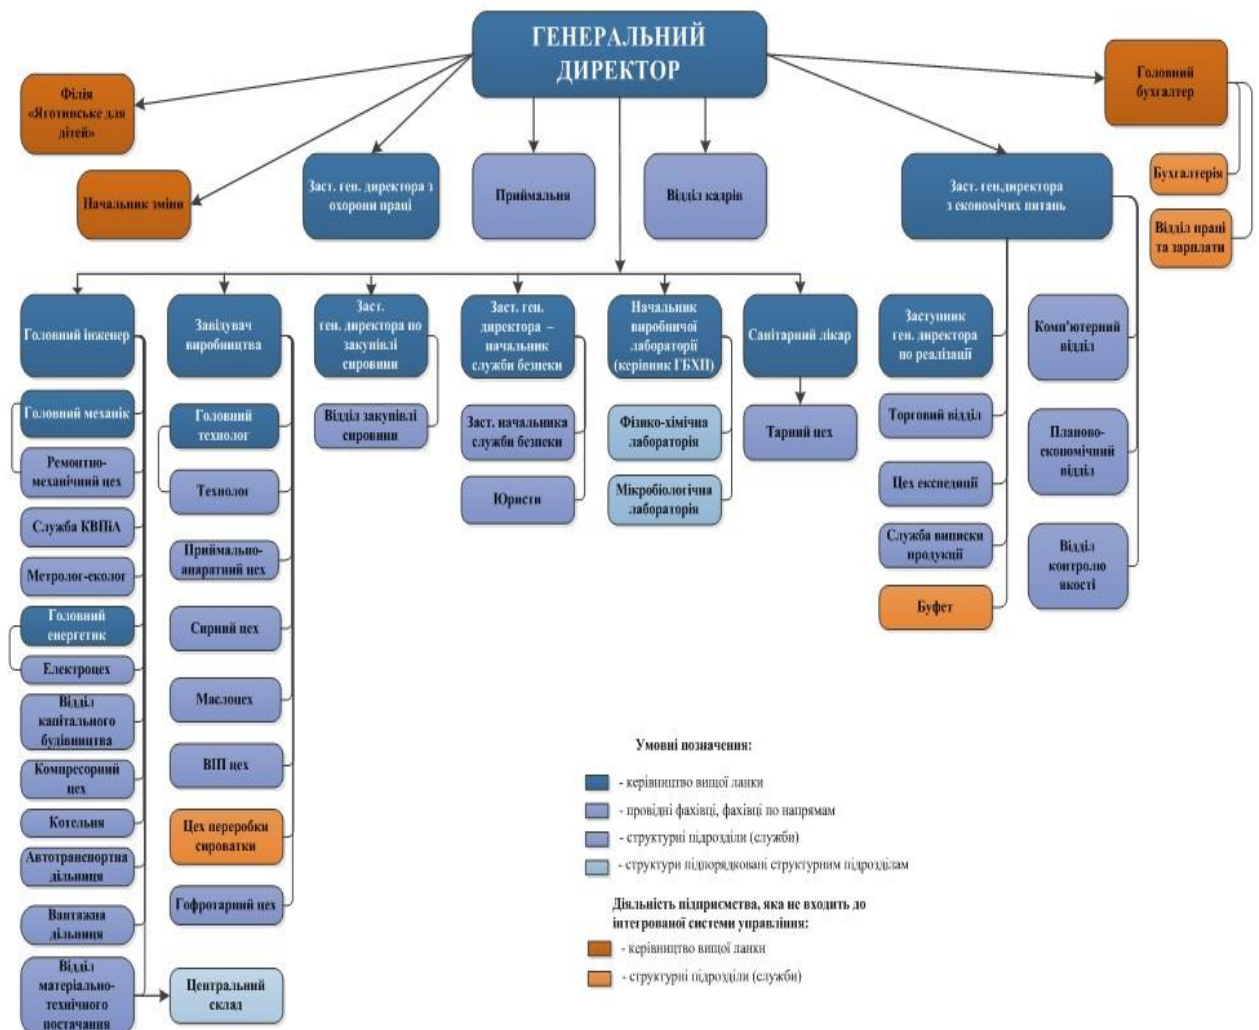 ГЕНЕРАЛЬНИЙ
ДИРЕКТОР
Філія
«Яготинське для
дітей»
Начальник зміни
Заст. ген. директора з
охорони праці
Приймальня
Відділ кадрів
Заст. ген.директора
з економічих питань
Головний
бухгалтер
Бухгалтерія
Відділ праці
та зарплати
Головний інженер
Головний механік
Ремонтно-
механічний цех
Служба КВПіА
Метролог-еколог
Головний
енергетик
Електроцех
Відділ
капітального
будівництва
Компресорний
цех
Котельня
Автотранспортна
дільниця
Вантажна
дільниця
Відділ
матеріально-
технічного
постачання
Завідувач
виробництва
Головний
технолог
Технолог
Приймально-
апаратний цех
Сирний цех
Маслоцех
ВІП цех
Цех переробки
сироватки
Гофротарний цех
Центральний
склад
Заст.
ген. директора по
закупівлі
сировини
Відділ закупівлі
сировини
Заст. ген.
директора –
начальник
служби безпеки
Заст. начальника
служби безпеки
Юристи
Начальник
виробничої
лабораторії
(керівник ГБХП)
Фізико-хімічна
лабораторія
Мікробіологічна
лабораторія
Санітарний лікар
Тарний цех
Заступник
ген. директора
по реалізації
Торговий відділ
Цех експедиції
Служба виписки
продукції
Буфет
Комп'ютерний
відділ
Планово-
економічний
відділ
Відділ
контролю
якості
Умовні позначення:
- керівництво вищої ланки
- провідні фахівці, фахівці по напрямам
- структурні підрозділи (служби)
- структури підпорядковані структурним підрозділам
Діяльність підприємства, яка не входить до
інтегрованої системи управління:
- керівництво вищої ланки
- структурні підрозділи (служби)